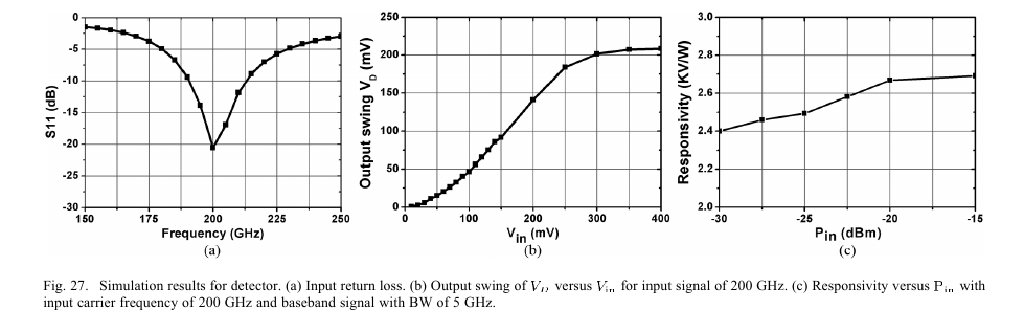 0
-5
-10
-15
-20
-25
-30
S11 (dB)
150 175 200 225 250
Frequency (GHz)
(a)
250
200
150
100
50
0
Output swing V_D (mV)
0 100 200 300 400
V_in (mV)
(b)
3.0
2.8
2.6
2.4
2.2
2.0
Responsivity (KV/W)
-30 -25 -20 -15
P_in (dBm)
(c)
Fig. 27. Simulation results for detector. (a) Input return loss. (b) Output swing of V_D versus V_in for input signal of 200 GHz. (c) Responsivity versus P_in with
input carrier frequency of 200 GHz and baseband signal with BW of 5 GHz.